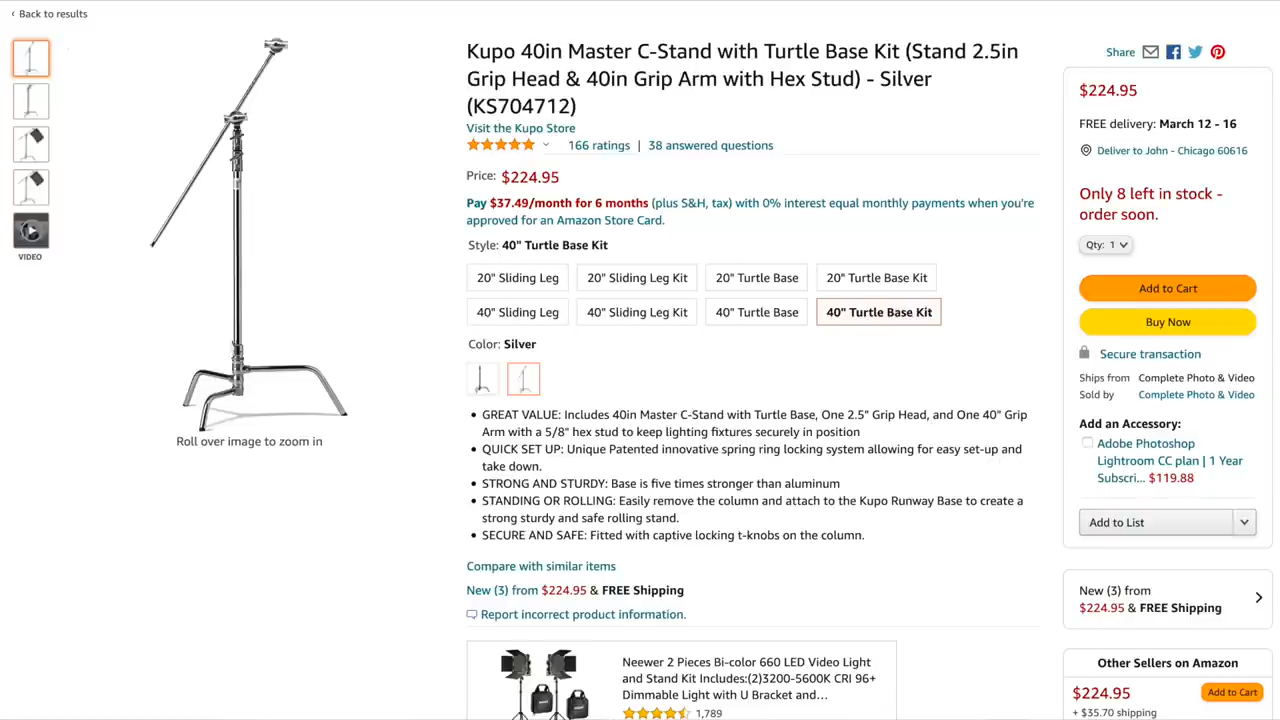 ‹ Back to results
VIDEO
Roll over image to zoom in
Kupo 40in Master C-Stand with Turtle Base Kit (Stand 2.5in
Grip Head & 40in Grip Arm with Hex Stud) - Silver
(KS704712)
Visit the Kupo Store
166 ratings | 38 answered questions
Price: $224.95
Pay $37.49/month for 6 months (plus S&H, tax) with 0% interest equal monthly payments when you're
approved for an Amazon Store Card.
Style: 40" Turtle Base Kit
20" Sliding Leg 20" Sliding Leg Kit 20" Turtle Base 20" Turtle Base Kit
40" Sliding Leg 40" Sliding Leg Kit 40" Turtle Base 40" Turtle Base Kit
Color: Silver
• GREAT VALUE: Includes 40in Master C-Stand with Turtle Base, One 2.5" Grip Head, and One 40" Grip
Arm with a 5/8" hex stud to keep lighting fixtures securely in position
• QUICK SET UP: Unique Patented innovative spring ring locking system allowing for easy set-up and
take down.
• STRONG AND STURDY: Base is five times stronger than aluminum
• STANDING OR ROLLING: Easily remove the column and attach to the Kupo Runway Base to create a
strong sturdy and safe rolling stand.
• SECURE AND SAFE: Fitted with captive locking t-knobs on the column.
Compare with similar items
New (3) from $224.95 & FREE Shipping
Report incorrect product information.
Neewer 2 Pieces Bi-color 660 LED Video Light
and Stand Kit Includes:(2)3200-5600K CRI 96+
Dimmable Light with U Bracket and...
1,789
Share
$224.95
FREE delivery: March 12 - 16
Deliver to John - Chicago 60616
Only 8 left in stock -
order soon.
Qty: 1
Add to Cart
Buy Now
Secure transaction
Ships from Complete Photo & Video
Sold by Complete Photo & Video
Add an Accessory:
Adobe Photoshop
Lightroom CC plan | 1 Year
Subscri... $119.88
Add to List
New (3) from
$224.95 & FREE Shipping
Other Sellers on Amazon
$224.95 Add to Cart
+ $35.70 shipping